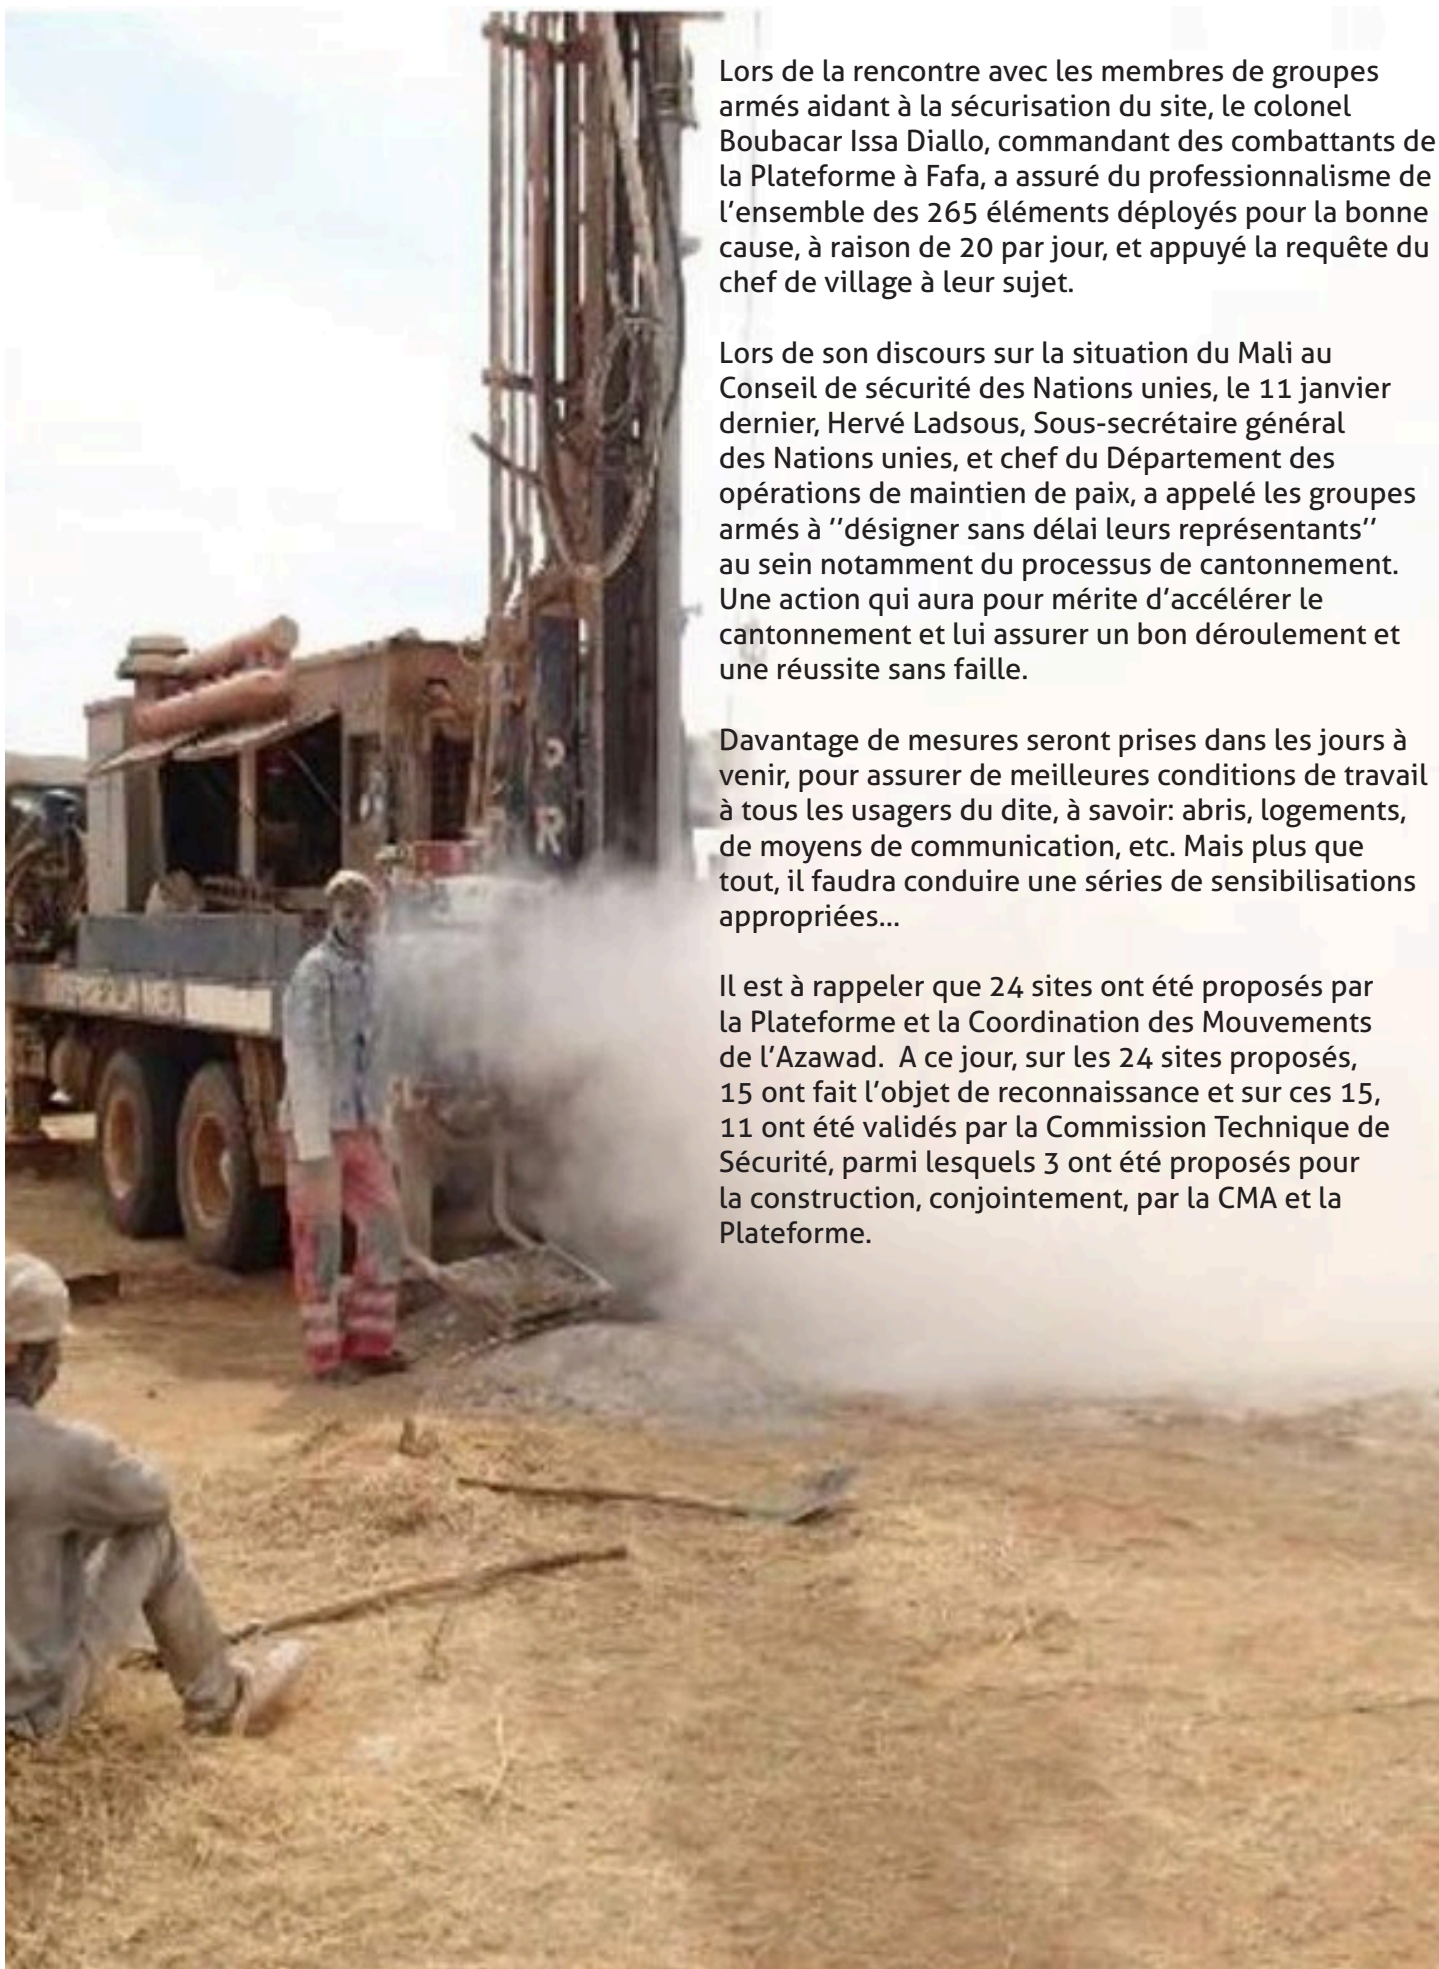 Lors de la rencontre avec les membres de groupes
armés aidant à la sécurisation du site, le colonel
Boubacar Issa Diallo, commandant des combattants de
la Plateforme à Fafa, a assuré du professionnalisme de
l'ensemble des 265 éléments déployés pour la bonne
cause, à raison de 20 par jour, et appuyé la requête du
chef de village à leur sujet.

Lors de son discours sur la situation du Mali au
Conseil de sécurité des Nations unies, le 11 janvier
dernier, Hervé Ladsous, Sous-secrétaire général
des Nations unies, et chef du Département des
opérations de maintien de paix, a appelé les groupes
armés à ''désigner sans délai leurs représentants''
au sein notamment du processus de cantonnement.
Une action qui aura pour mérite d'accélérer le
cantonnement et lui assurer un bon déroulement et
une réussite sans faille.

Davantage de mesures seront prises dans les jours à
venir, pour assurer de meilleures conditions de travail
à tous les usagers du dite, à savoir: abris, logements,
de moyens de communication, etc. Mais plus que
tout, il faudra conduire une séries de sensibilisations
appropriées...

Il est à rappeler que 24 sites ont été proposés par
la Plateforme et la Coordination des Mouvements
de l'Azawad.  A ce jour, sur les 24 sites proposés,
15 ont fait l'objet de reconnaissance et sur ces 15,
11 ont été validés par la Commission Technique de
Sécurité, parmi lesquels 3 ont été proposés pour
la construction, conjointement, par la CMA et la
Plateforme.